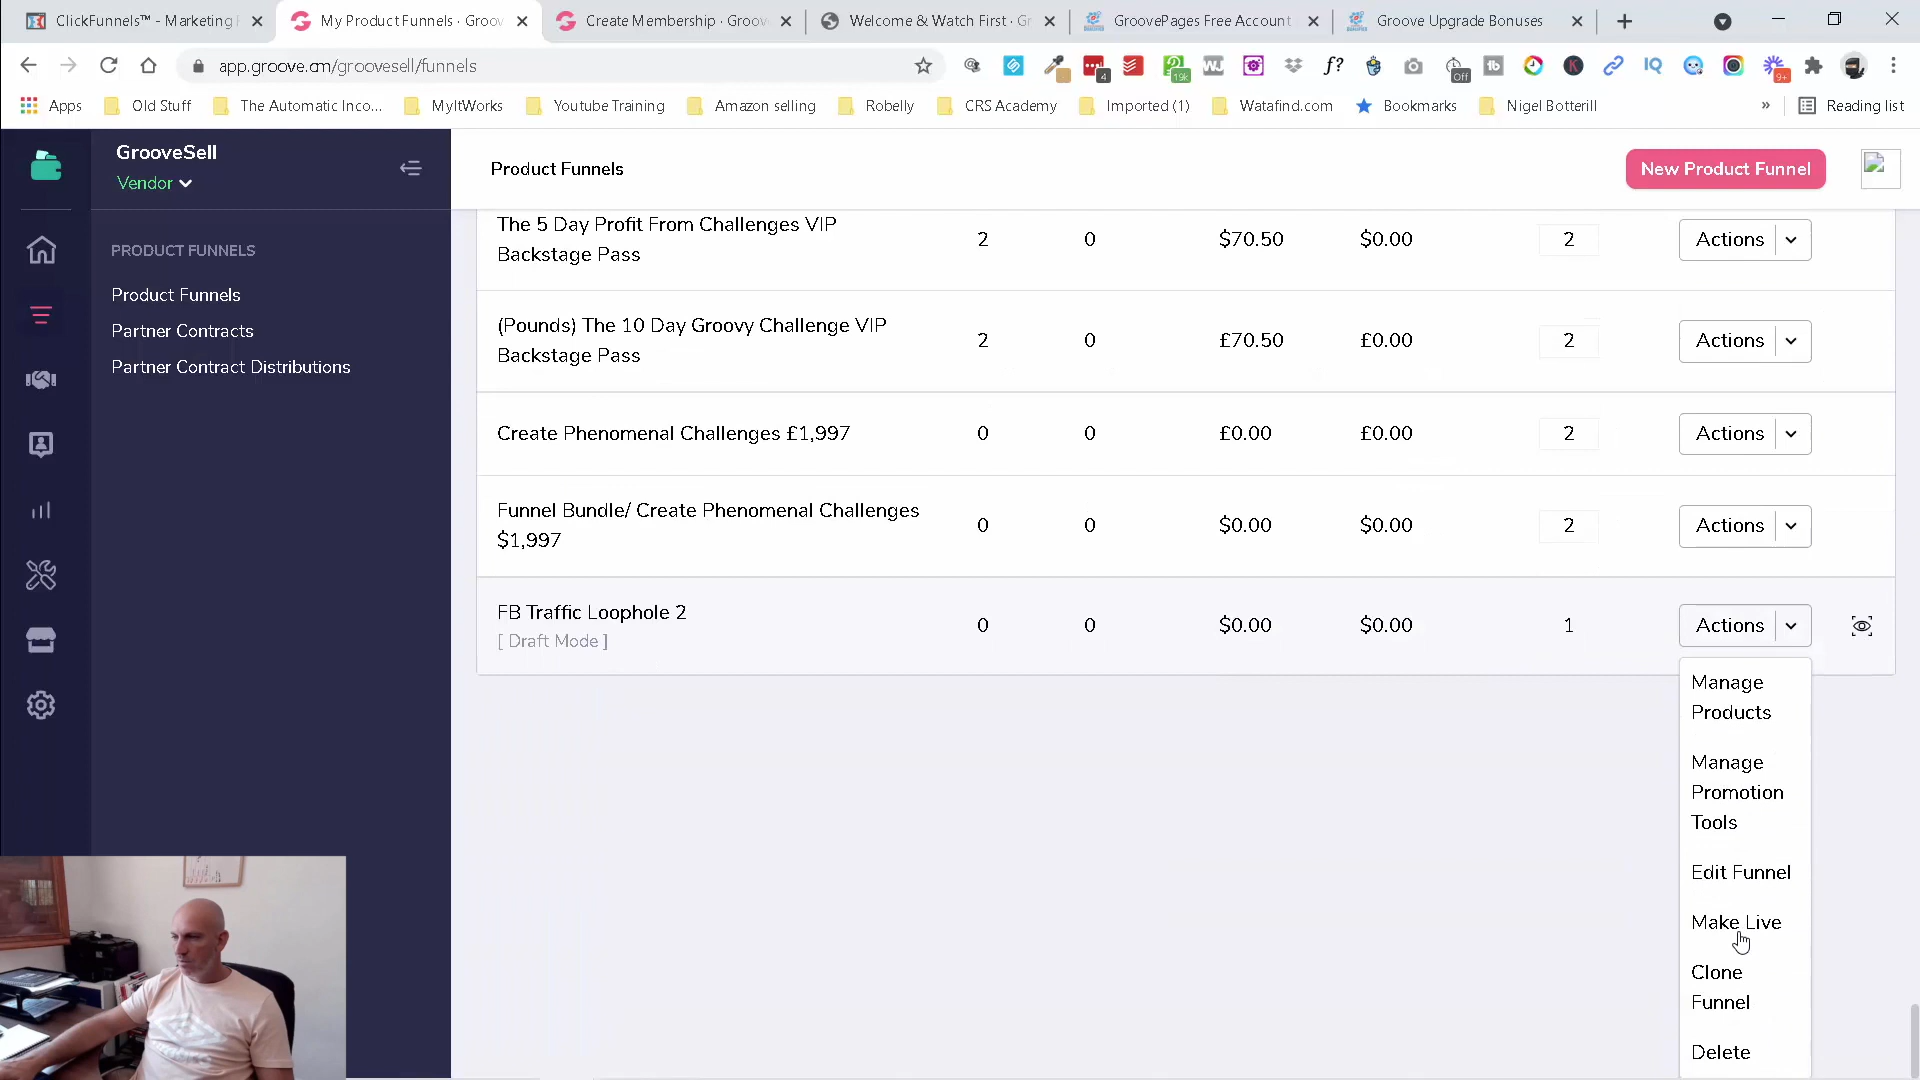 ClickFunnels™ - Marketing F
My Product Funnels · Groov
Create Membership · Groov
Welcome & Watch First · Gr
GroovePages Free Account
Groove Upgrade Bonuses
app.groove.cm/groovesell/funnels
4
19k
f?
Off
IQ
9+
Apps
Old Stuff
The Automatic Inco...
MyItWorks
Youtube Training
Amazon selling
Robelly
CRS Academy
Imported (1)
Watafind.com
Bookmarks
Nigel Botterill
»
Reading list
GrooveSell
Vendor
PRODUCT FUNNELS
Product Funnels
Partner Contracts
Partner Contract Distributions
Product Funnels
New Product Funnel
The 5 Day Profit From Challenges VIP
Backstage Pass
2 0 $70.50 $0.00 2 Actions
(Pounds) The 10 Day Groovy Challenge VIP
Backstage Pass
2 0 £70.50 £0.00 2 Actions
Create Phenomenal Challenges £1,997 0 0 £0.00 £0.00 2 Actions
Funnel Bundle/ Create Phenomenal Challenges
$1,997
0 0 $0.00 $0.00 2 Actions
FB Traffic Loophole 2
[ Draft Mode ]
0 0 $0.00 $0.00 1 Actions
Manage
Products
Manage
Promotion
Tools
Edit Funnel
Make Live
Clone
Funnel
Delete